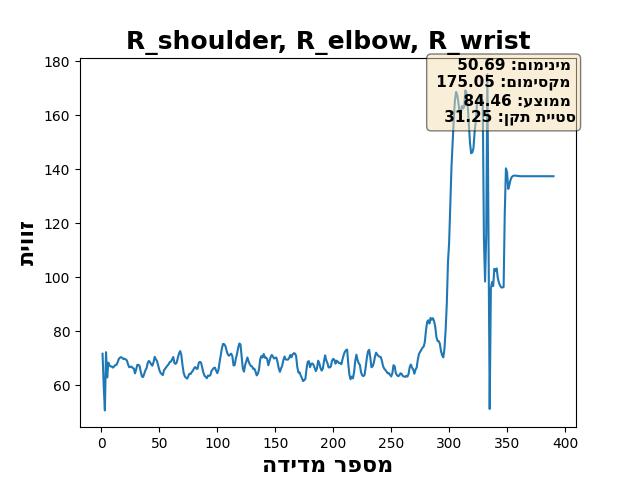 R_shoulder, R_elbow, R_wrist
מינימום: 50.69
מקסימום: 175.05
ממוצע: 84.46
סטיית תקן: 31.25
180
160
140
120
100
80
60
זווית
0 50 100 150 200 250 300 350 400
מספר מדידה